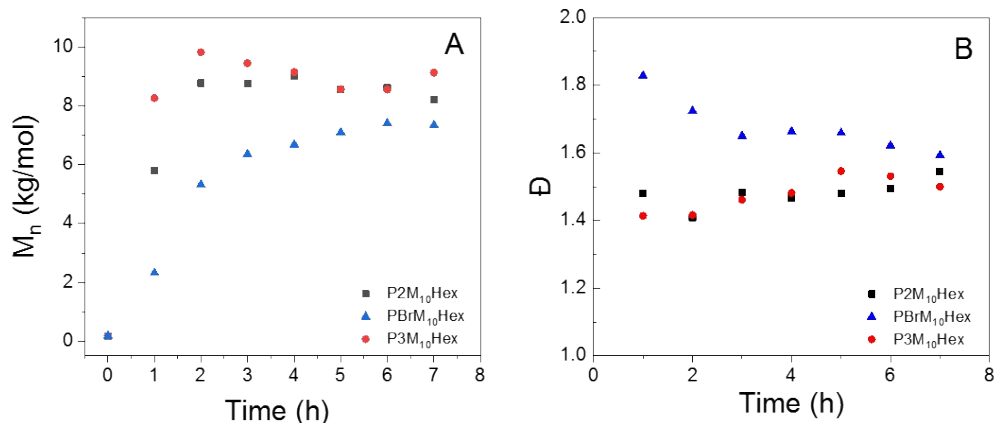 A
10
8
6
4
2
0
Mₙ (kg/mol)
P2M₁₀Hex
PBrM₁₀Hex
P3M₁₀Hex
0 1 2 3 4 5 6 7 8
Time (h)
B
2.0
1.8
1.6
1.4
1.2
1.0
Đ
P2M₁₀Hex
PBrM₁₀Hex
P3M₁₀Hex
0 2 4 6 8
Time (h)